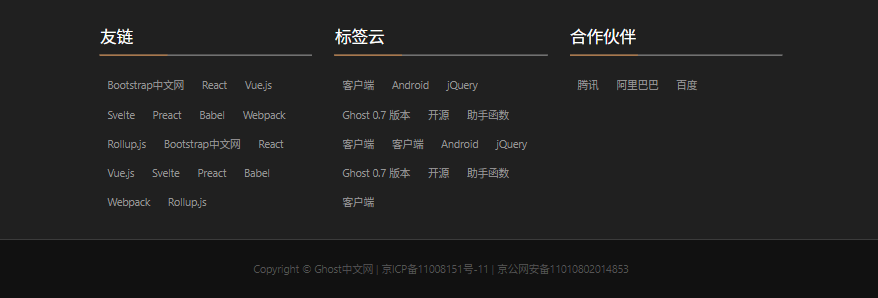 友链
Bootstrap中文网 React Vue.js
Svelte Preact Babel Webpack
Rollup.js Bootstrap中文网 React
Vue.js Svelte Preact Babel
Webpack Rollup.js
标签云
客户端 Android jQuery
Ghost 0.7 版本 开源 助手函数
客户端 客户端 Android jQuery
Ghost 0.7 版本 开源 助手函数
客户端
合作伙伴
腾讯 阿里巴巴 百度
Copyright © Ghost中文网 | 京ICP备11008151号-11 | 京公网安备11010802014853